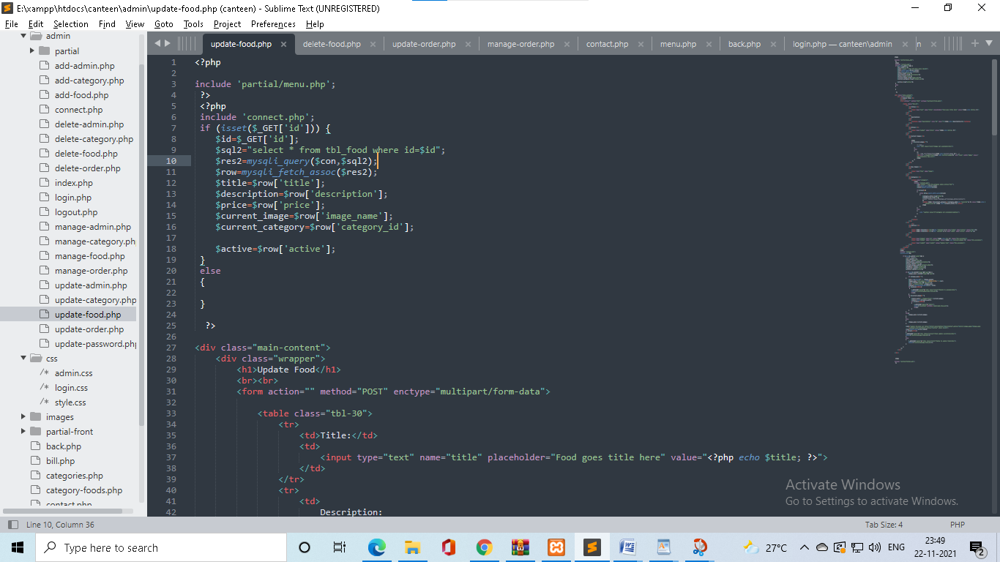 E:\xampp\htdocs\canteen\admin\update-food.php (canteen) - Sublime Text (UNREGISTERED)
File Edit Selection Find View Goto Tools Project Preferences Help
admin
partial
add-admin.php
add-category.php
add-food.php
connect.php
delete-admin.php
delete-category.php
delete-food.php
delete-order.php
index.php
login.php
logout.php
manage-admin.php
manage-category.ph
manage-food.php
manage-order.php
update-admin.php
update-category.php
update-food.php
update-order.php
update-password.php
css
admin.css
login.css
style.css
images
partial-front
back.php
bill.php
categories.php
category-foods.php
contact.php
update-food.php × delete-food.php × update-order.php × manage-order.php × contact.php × menu.php × back.php × login.php — canteen\admin × n ×
1 <?php
2
3 include 'partial/menu.php';
4 ?>
5 <?php
6 include 'connect.php';
7 if (isset($_GET['id'])) {
8 $id=$_GET['id'];
9 $sql2="select * from tbl_food where id=$id";
10 $res2=mysqli_query($con,$sql2);
11 $row=mysqli_fetch_assoc($res2);
12 $title=$row['title'];
13 $description=$row['description'];
14 $price=$row['price'];
15 $current_image=$row['image_name'];
16 $current_category=$row['category_id'];
17
18 $active=$row['active'];
19 }
20 else
21 {
22
23 }
24
25 ?>
26
27 <div class="main-content">
28 <div class="wrapper">
29 <h1>Update Food</h1>
30 <br><br>
31 <form action="" method="POST" enctype="multipart/form-data">
32
33 <table class="tbl-30">
34 <tr>
35 <td>Title:</td>
36 <td>
37 <input type="text" name="title" placeholder="Food goes title here" value="<?php echo $title; ?>">
38 </td>
39 </tr>
40 <tr>
41 <td>
42 Description:
Activate Windows
Go to Settings to activate Windows.
Line 10, Column 36 Tab Size: 4 PHP
Type here to search
27°C ENG 23:49
22-11-2021 2